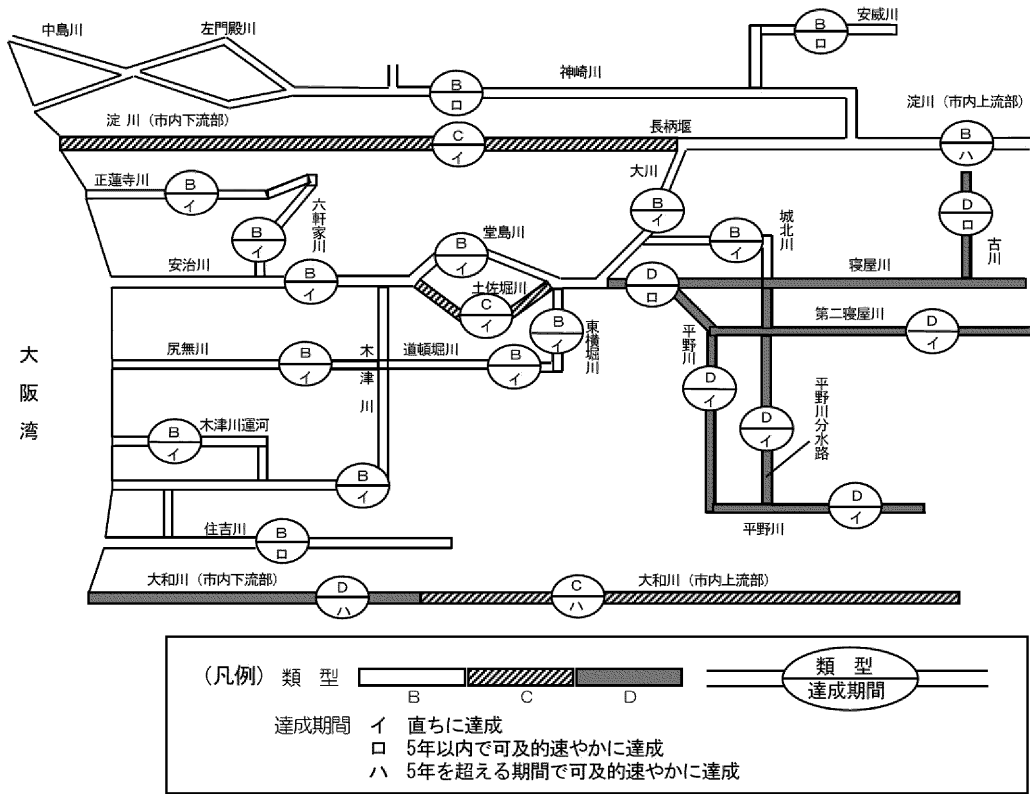 中島川
左門殿川
安威川
B
ロ
神崎川
B
ロ
淀川(市内上流部)
淀 川(市内下流部)
長柄堰
C
イ
B
ハ
大川
正蓮寺川
B
イ
六軒家川
B
イ
B
イ
城北川
B
イ
D
ロ
古川
堂島川
B
イ
安治川
B
イ
土佐堀川
C
イ
D
ロ
寝屋川
第二寝屋川
D
イ
東横堀川
B
イ
平野川
D
イ
大阪湾
尻無川
B
イ
木津川
道頓堀川
B
イ
D
イ
平野川分水路
木津川運河
B
イ
B
イ
D
イ
平野川
住吉川
B
ロ
大和川(市内下流部)
D
ハ
大和川(市内上流部)
C
ハ
(凡例) 類 型
B C D
類 型
達成期間
達成期間 イ 直ちに達成
ロ 5年以内で可及的速やかに達成
ハ 5年を超える期間で可及的速やかに達成